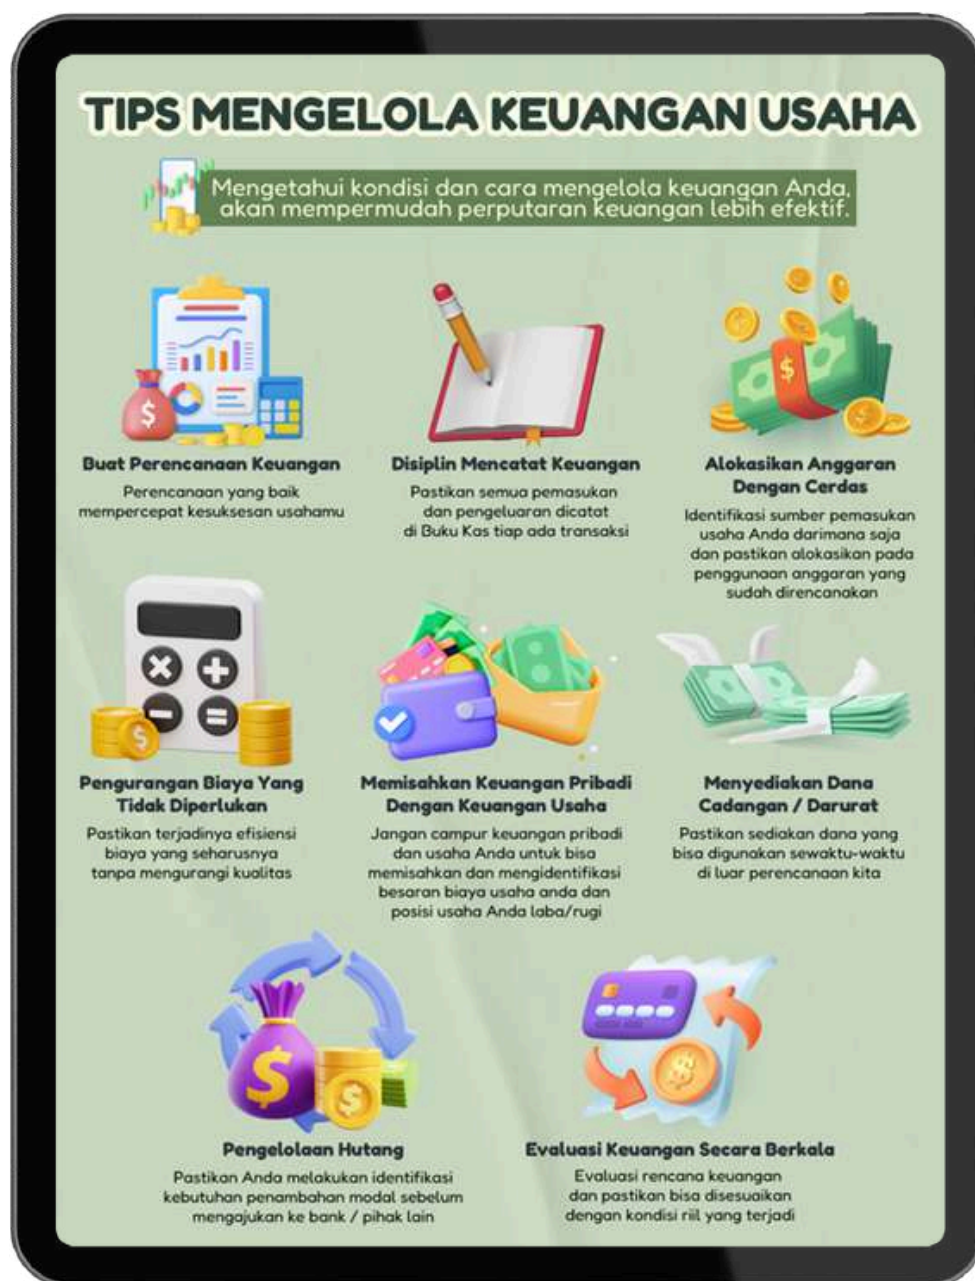 TIPS MENGELOLA KEUANGAN USAHA
Mengetahui kondisi dan cara mengelola keuangan Anda,
akan mempermudah perputaran keuangan lebih efektif.
Buat Perencanaan Keuangan
Perencanaan yang baik
mempercepat kesuksesan usahamu
Disiplin Mencatat Keuangan
Pastikan semua pemasukan
dan pengeluaran dicatat
di Buku Kas tiap ada transaksi
Alokasikan Anggaran
Dengan Cerdas
Identifikasi sumber pemasukan
usaha Anda darimana saja
dan pastikan alokasikan pada
penggunaan anggaran yang
sudah direncanakan
Pengurangan Biaya Yang
Tidak Diperlukan
Pastikan terjadinya efisiensi
biaya yang seharusnya
tanpa mengurangi kualitas
Memisahkan Keuangan Pribadi
Dengan Keuangan Usaha
Jangan campur keuangan pribadi
dan usaha Anda untuk bisa
memisahkan dan mengidentifikasi
besaran biaya usaha anda dan
posisi usaha Anda laba/rugi
Menyediakan Dana
Cadangan / Darurat
Pastikan sediakan dana yang
bisa digunakan sewaktu-waktu
di luar perencanaan kita
Pengelolaan Hutang
Pastikan Anda melakukan identifikasi
kebutuhan penambahan modal sebelum
mengajukan ke bank / pihak lain
Evaluasi Keuangan Secara Berkala
Evaluasi rencana keuangan
dan pastikan bisa disesuaikan
dengan kondisi riil yang terjadi